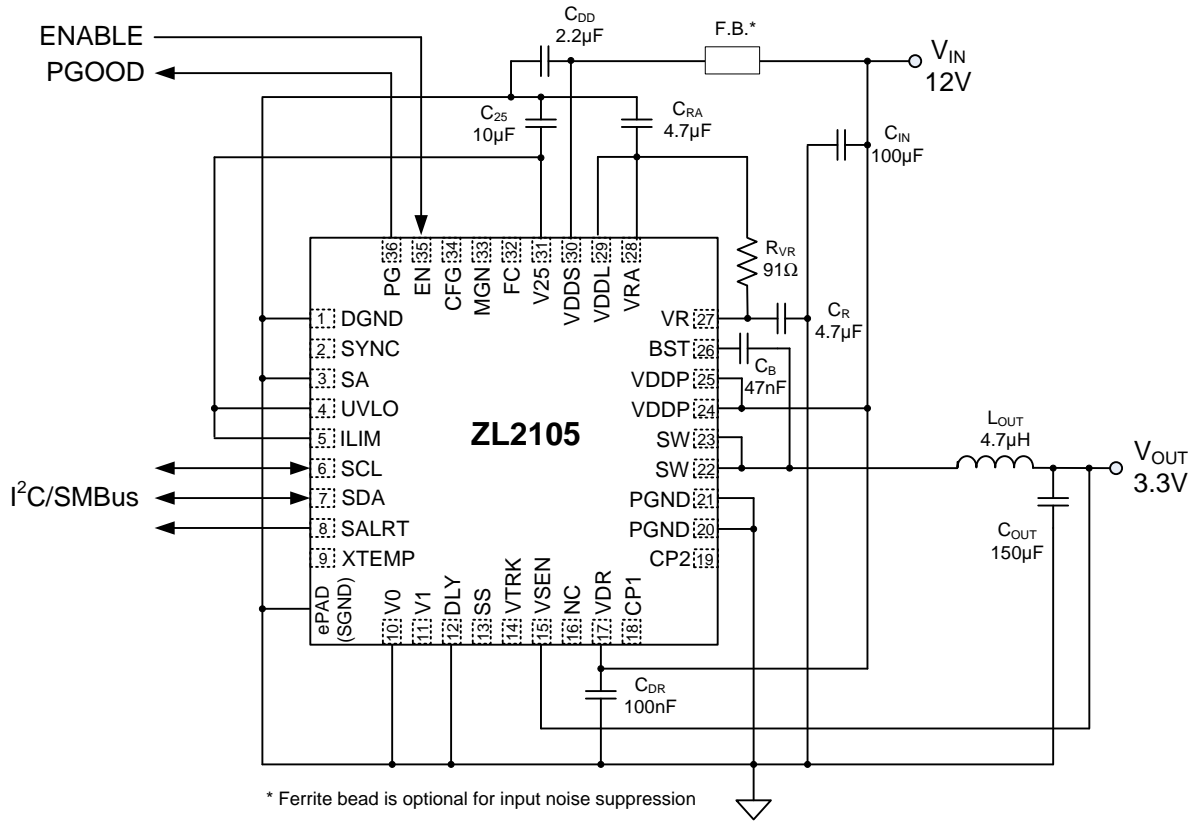 ENABLE
PGOOD
C_DD
2.2µF
F.B.*
V_IN
12V
C_25
10µF
C_RA
4.7µF
C_IN
100µF
R_VR
91Ω
C_R
4.7µF
C_B
47nF
36 PG
35 EN
34 CFG
33 MGN
32 FC
31 V25
30 VDDS
29 VDDL
28 VRA
1 DGND
2 SYNC
3 SA
4 UVLO
5 ILIM
6 SCL
7 SDA
8 SALRT
9 XTEMP
ePAD
(SGND)
I²C/SMBus
ZL2105
VR 27
BST 26
VDDP 25
VDDP 24
SW 23
SW 22
PGND 21
PGND 20
CP2 19
L_OUT
4.7µH
V_OUT
3.3V
C_OUT
150µF
10 V0
11 V1
12 DLY
13 SS
14 VTRK
15 VSEN
16 NC
17 VDR
18 CP1
C_DR
100nF
* Ferrite bead is optional for input noise suppression